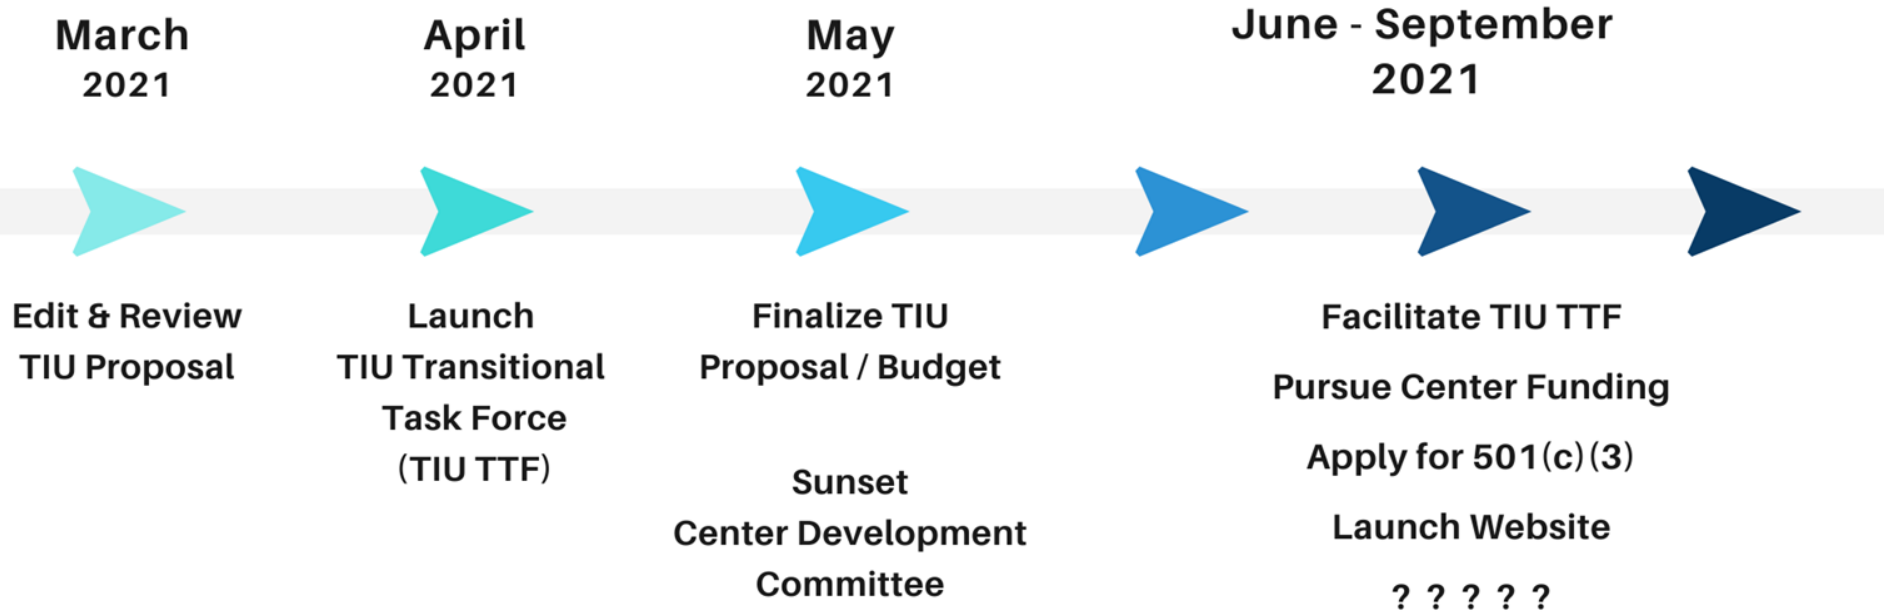 March
2021
Edit & Review
TIU Proposal
April
2021
Launch
TIU Transitional
Task Force
(TIU TTF)
May
2021
Finalize TIU
Proposal / Budget
Sunset
Center Development
Committee
June - September
2021
Facilitate TIU TTF
Pursue Center Funding
Apply for 501(c)(3)
Launch Website
? ? ? ? ?